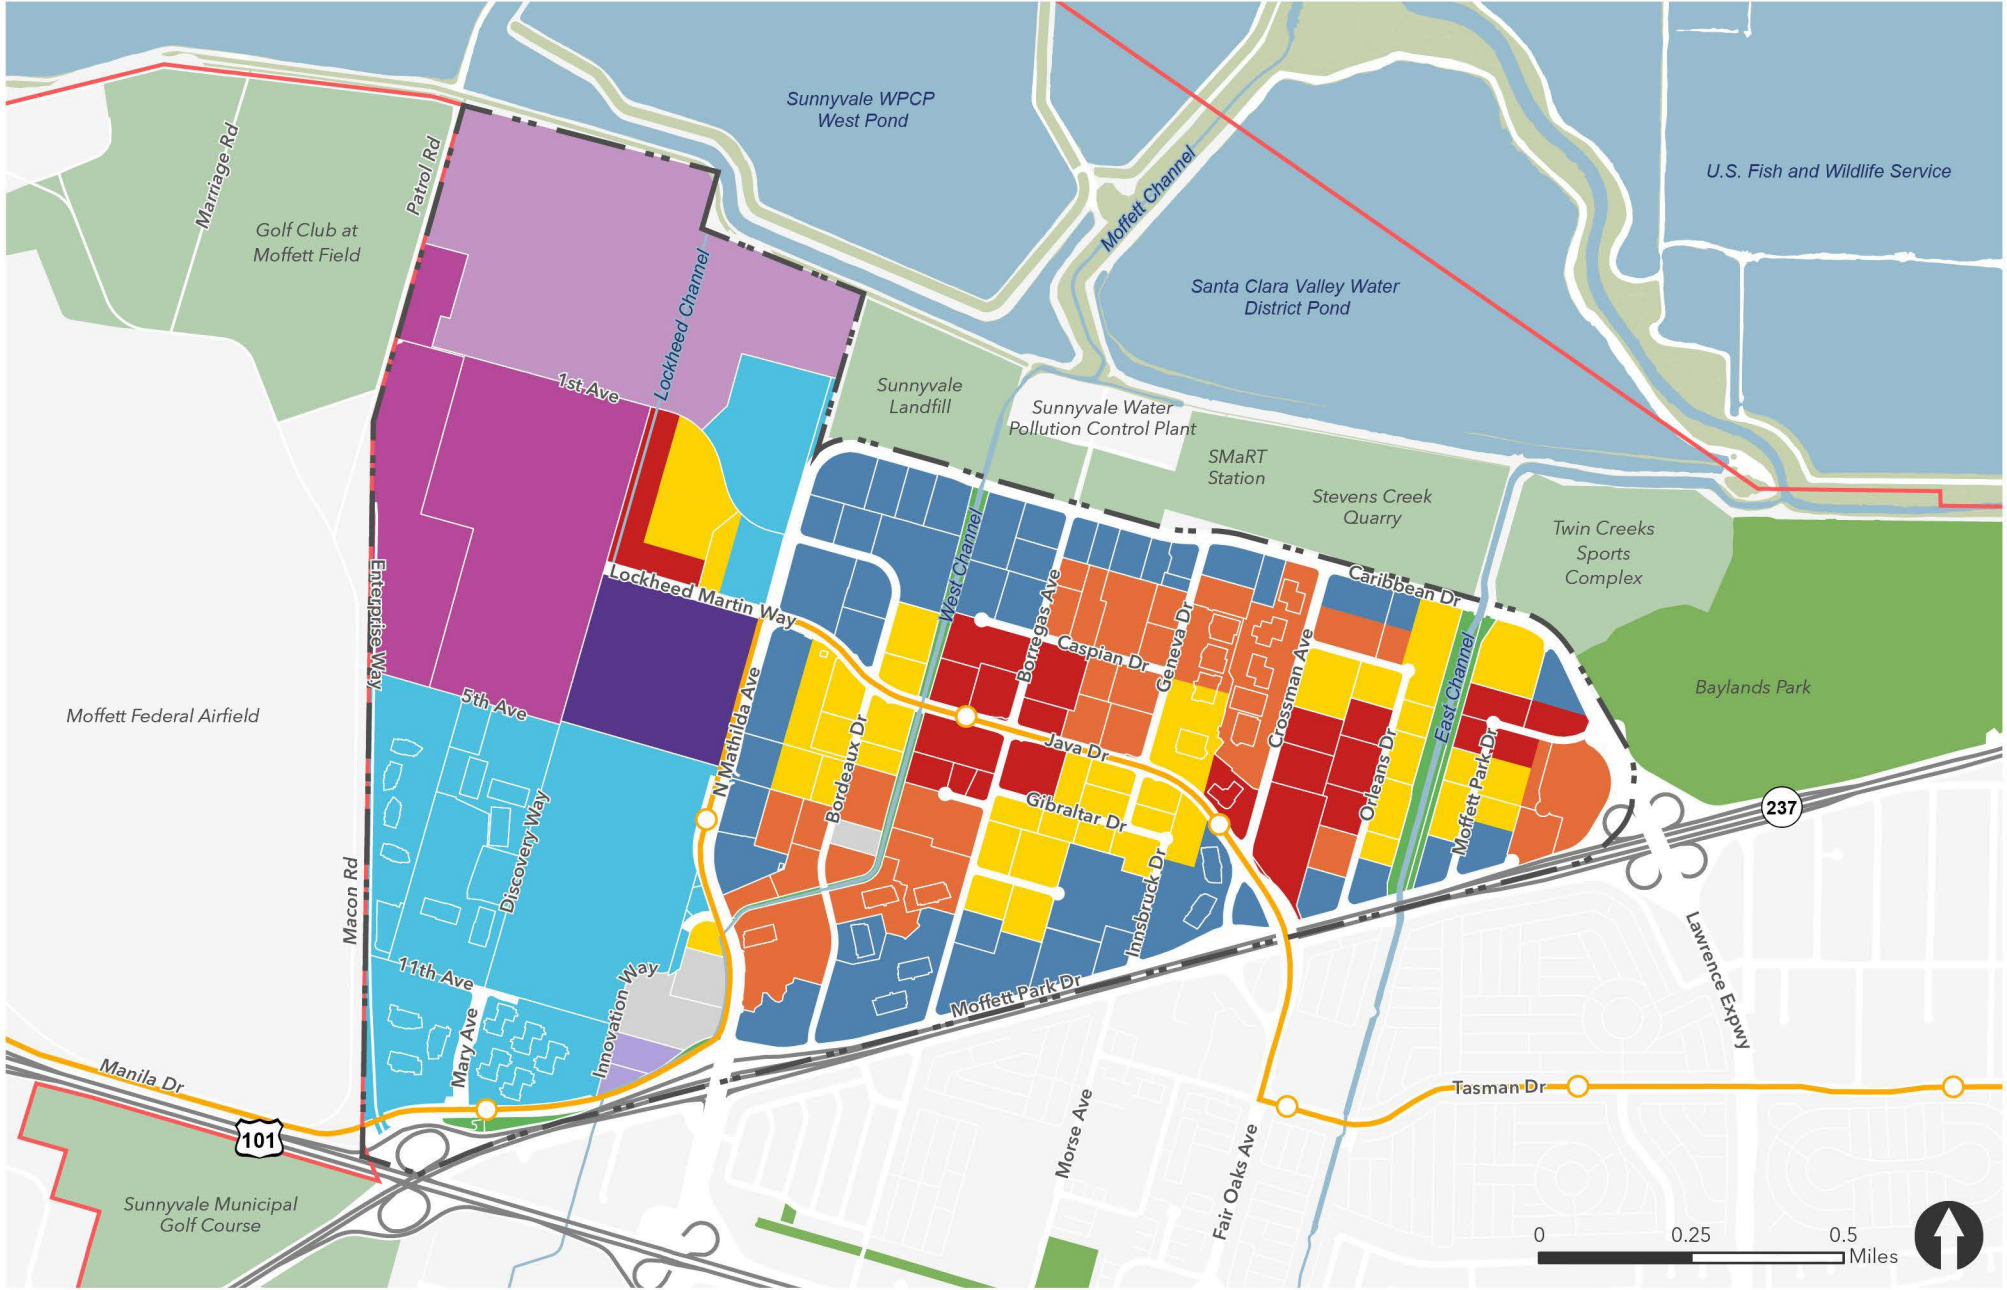 Sunnyvale WPCP
West Pond
U.S. Fish and Wildlife Service
Marriage Rd
Patrol Rd
Moffett Channel
Golf Club at
Moffett Field
Santa Clara Valley Water
District Pond
Lockheed Channel
1st Ave
Sunnyvale
Landfill
Sunnyvale Water
Pollution Control Plant
SMaRT
Station
Stevens Creek
Quarry
Twin Creeks
Sports
Complex
Enterprise Way
Lockheed Martin Way
West Channel
Borregas Ave
Caspian Dr
Geneva Dr
Crossman Ave
Caribbean Dr
East Channel
Baylands Park
Moffett Federal Airfield
5th Ave
N Mathilda Ave
Bordeaux Dr
Java Dr
Gibraltar Dr
Orleans Dr
Moffett Park Dr
237
Discovery Way
Macon Rd
Innsbruck Dr
11th Ave
Innovation Way
Moffett Park Dr
Lawrence Expwy
Mary Ave
Manila Dr
101
Tasman Dr
Morse Ave
Fair Oaks Ave
Sunnyvale Municipal
Golf Course
0 0.25 0.5
Miles